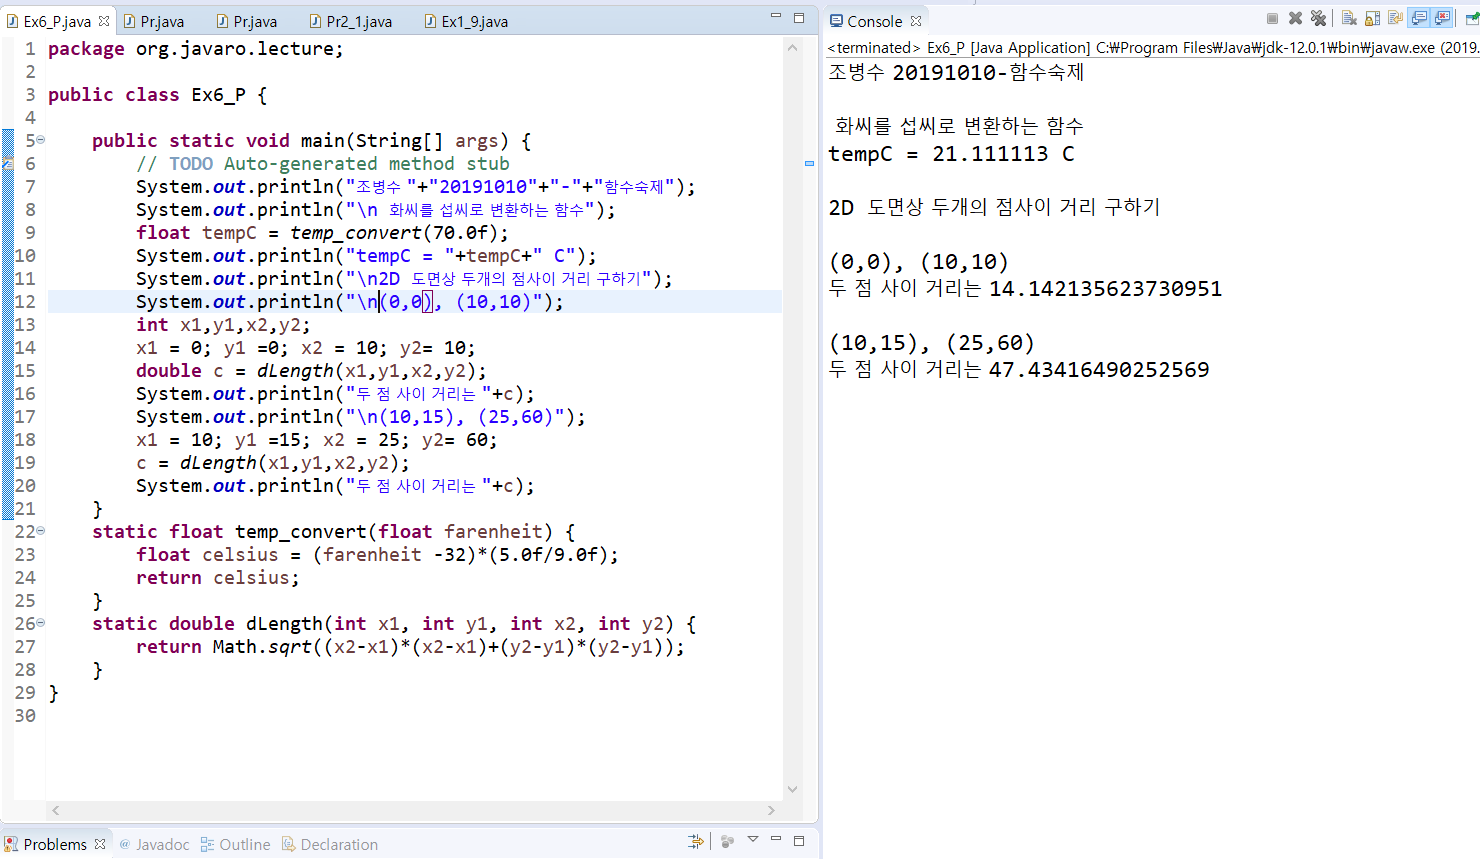 Ex6_P.java Pr.java Pr.java Pr2_1.java Ex1_9.java
1 package org.javaro.lecture;
2
3 public class Ex6_P {
4
5 public static void main(String[] args) {
6 // TODO Auto-generated method stub
7 System.out.println("조병수 "+"20191010"+"-"+"함수숙제");
8 System.out.println("\n 화씨를 섭씨로 변환하는 함수");
9 float tempC = temp_convert(70.0f);
10 System.out.println("tempC = "+tempC+" C");
11 System.out.println("\n2D 도면상 두개의 점사이 거리 구하기");
12 System.out.println("\n(0,0), (10,10)");
13 int x1,y1,x2,y2;
14 x1 = 0; y1 =0; x2 = 10; y2= 10;
15 double c = dLength(x1,y1,x2,y2);
16 System.out.println("두 점 사이 거리는 "+c);
17 System.out.println("\n(10,15), (25,60)");
18 x1 = 10; y1 =15; x2 = 25; y2= 60;
19 c = dLength(x1,y1,x2,y2);
20 System.out.println("두 점 사이 거리는 "+c);
21 }
22 static float temp_convert(float farenheit) {
23 float celsius = (farenheit -32)*(5.0f/9.0f);
24 return celsius;
25 }
26 static double dLength(int x1, int y1, int x2, int y2) {
27 return Math.sqrt((x2-x1)*(x2-x1)+(y2-y1)*(y2-y1));
28 }
29 }
30
Problems @ Javadoc Outline Declaration
Console
<terminated> Ex6_P [Java Application] C:₩Program Files₩Java₩jdk-12.0.1₩bin₩javaw.exe (2019.
조병수 20191010-함수숙제
화씨를 섭씨로 변환하는 함수
tempC = 21.111113 C
2D 도면상 두개의 점사이 거리 구하기
(0,0), (10,10)
두 점 사이 거리는 14.142135623730951
(10,15), (25,60)
두 점 사이 거리는 47.43416490252569